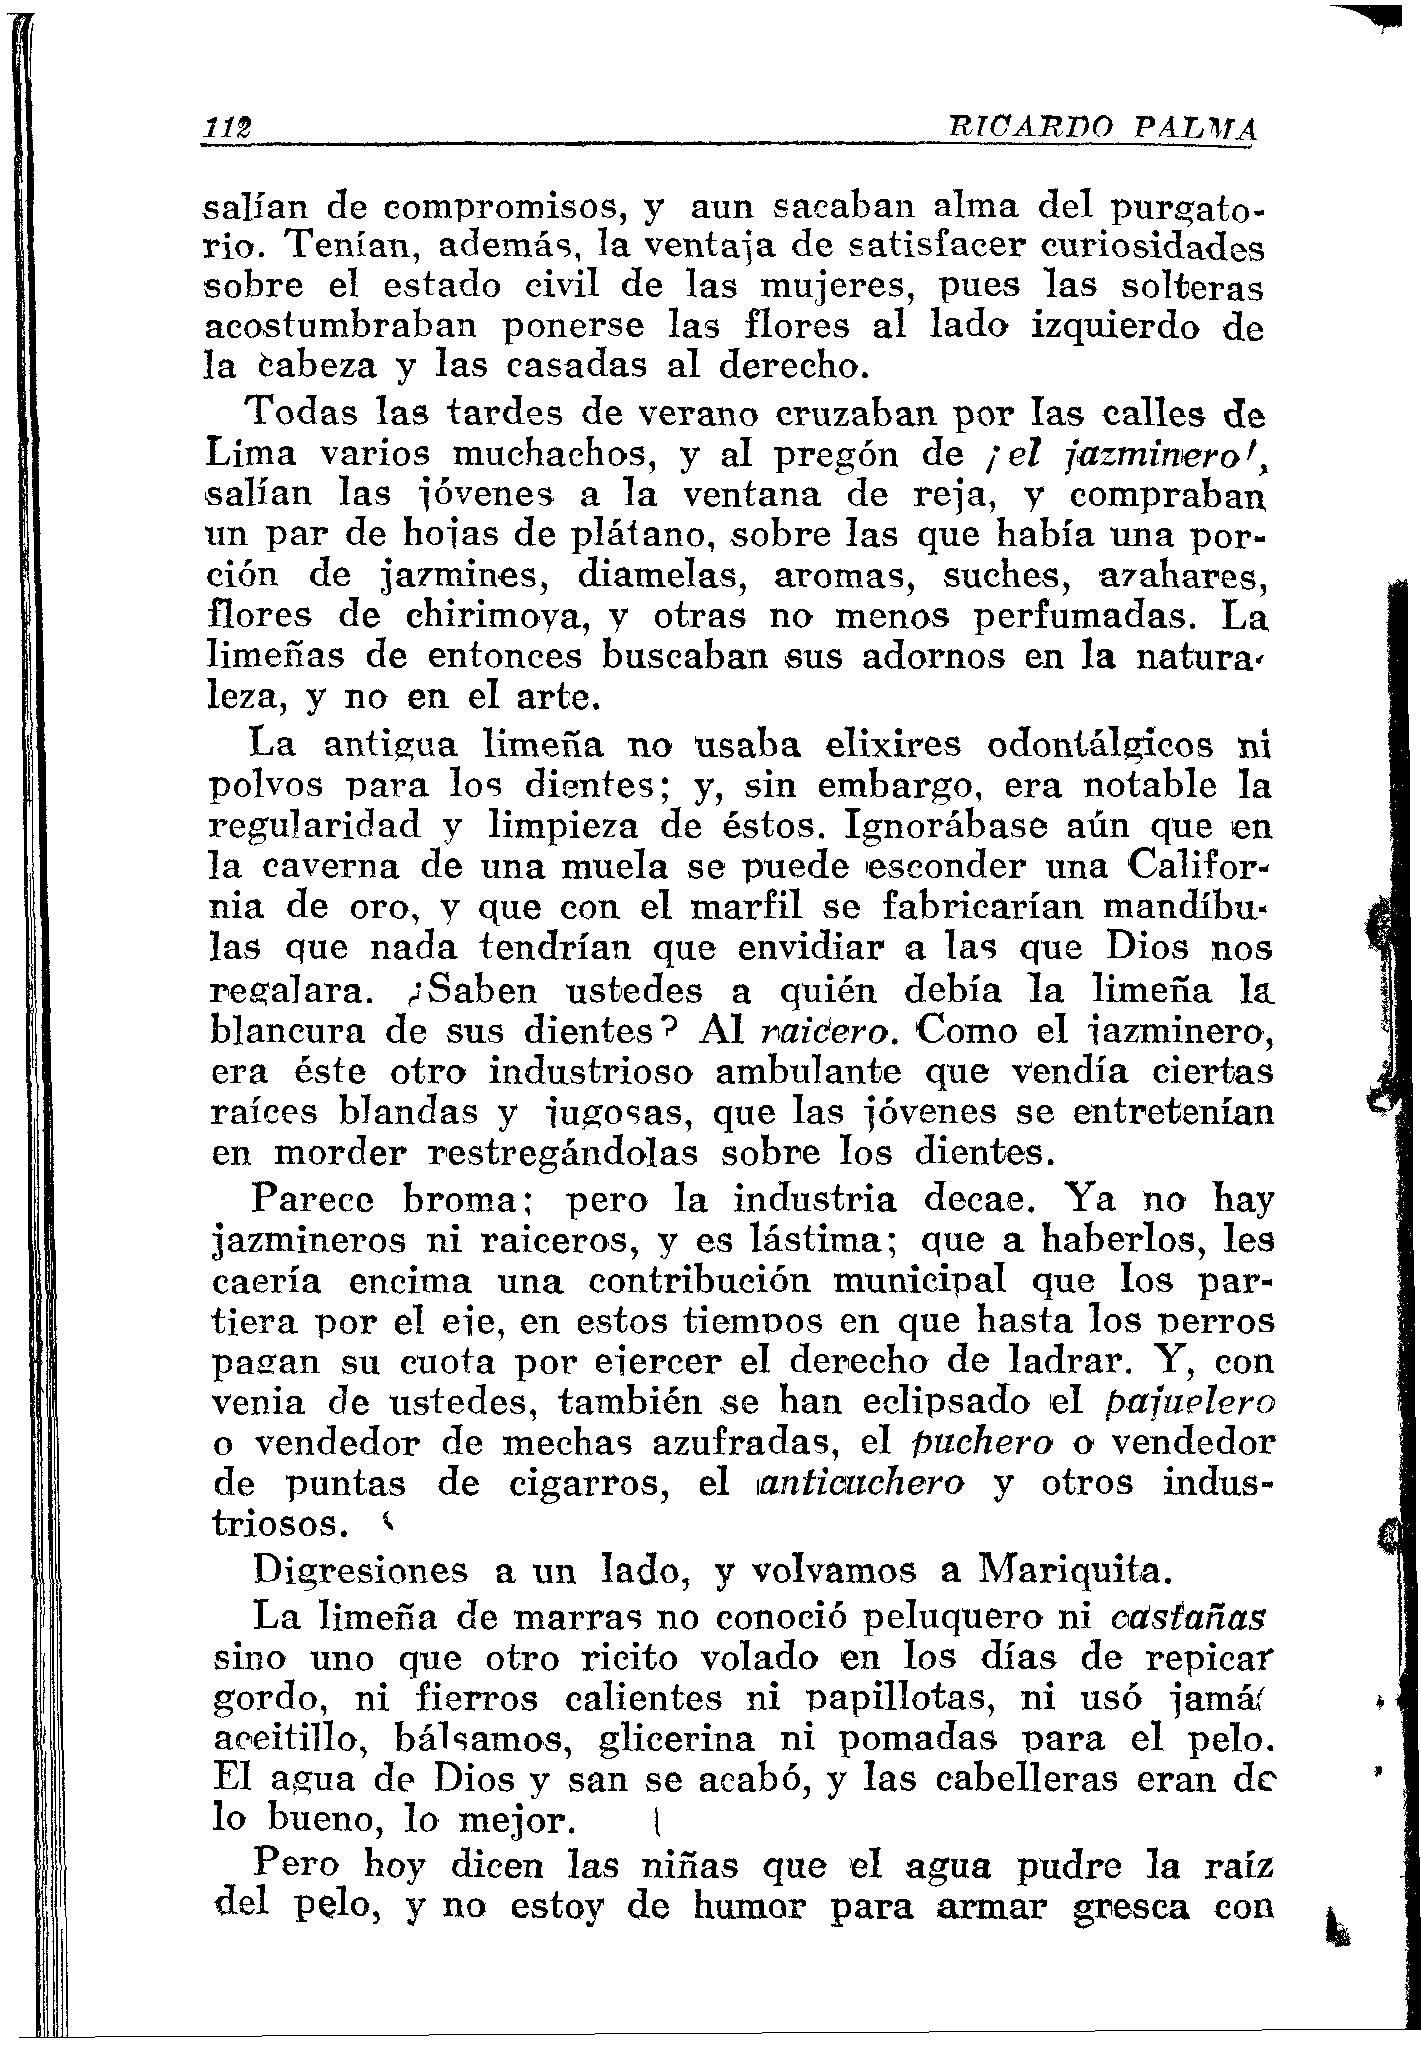 112 RICARDO PALMA
salían de compromisos, y aun sacaban alma del purgato-
rio. Tenían, además, la ventaja de satisfacer curiosidades
sobre el estado civil de las mujeres, pues las solteras
acostumbraban ponerse las flores al lado izquierdo de
la cabeza y las casadas al derecho.
Todas las tardes de verano cruzaban por las calles de
Lima varios muchachos, y al pregón de ¡el jazminero!,
salían las jóvenes a la ventana de reja, y compraban
un par de hojas de plátano, sobre las que había una por-
ción de jazmines, diamelas, aromas, suches, azahares,
flores de chirimoya, y otras no menos perfumadas. La
limeñas de entonces buscaban sus adornos en la natura-
leza, y no en el arte.
La antigua limeña no usaba elixires odontálgicos ni
polvos para los dientes; y, sin embargo, era notable la
regularidad y limpieza de éstos. Ignorábase aún que en
la caverna de una muela se puede esconder una Califor-
nia de oro, y que con el marfil se fabricarían mandíbu-
las que nada tendrían que envidiar a las que Dios nos
regalara. ¿Saben ustedes a quién debía la limeña la
blancura de sus dientes? Al raicero. Como el jazminero,
era éste otro industrioso ambulante que vendía ciertas
raíces blandas y jugosas, que las jóvenes se entretenían
en morder restregándolas sobre los dientes.
Parece broma; pero la industria decae. Ya no hay
jazmineros ni raiceros, y es lástima; que a haberlos, les
caería encima una contribución municipal que los par-
tiera por el eje, en estos tiempos en que hasta los perros
pagan su cuota por ejercer el derecho de ladrar. Y, con
venia de ustedes, también se han eclipsado el pajuelero
o vendedor de mechas azufradas, el puchero o vendedor
de puntas de cigarros, el anticuchero y otros indus-
triosos.
Digresiones a un lado, y volvamos a Mariquita.
La limeña de marras no conoció peluquero ni castañas
sino uno que otro ricito volado en los días de repicar
gordo, ni fierros calientes ni papillotas, ni usó jamás
aceitillo, bálsamos, glicerina ni pomadas para el pelo.
El agua de Dios y san se acabó, y las cabelleras eran de
lo bueno, lo mejor.
Pero hoy dicen las niñas que el agua pudre la raíz
del pelo, y no estoy de humor para armar gresca con